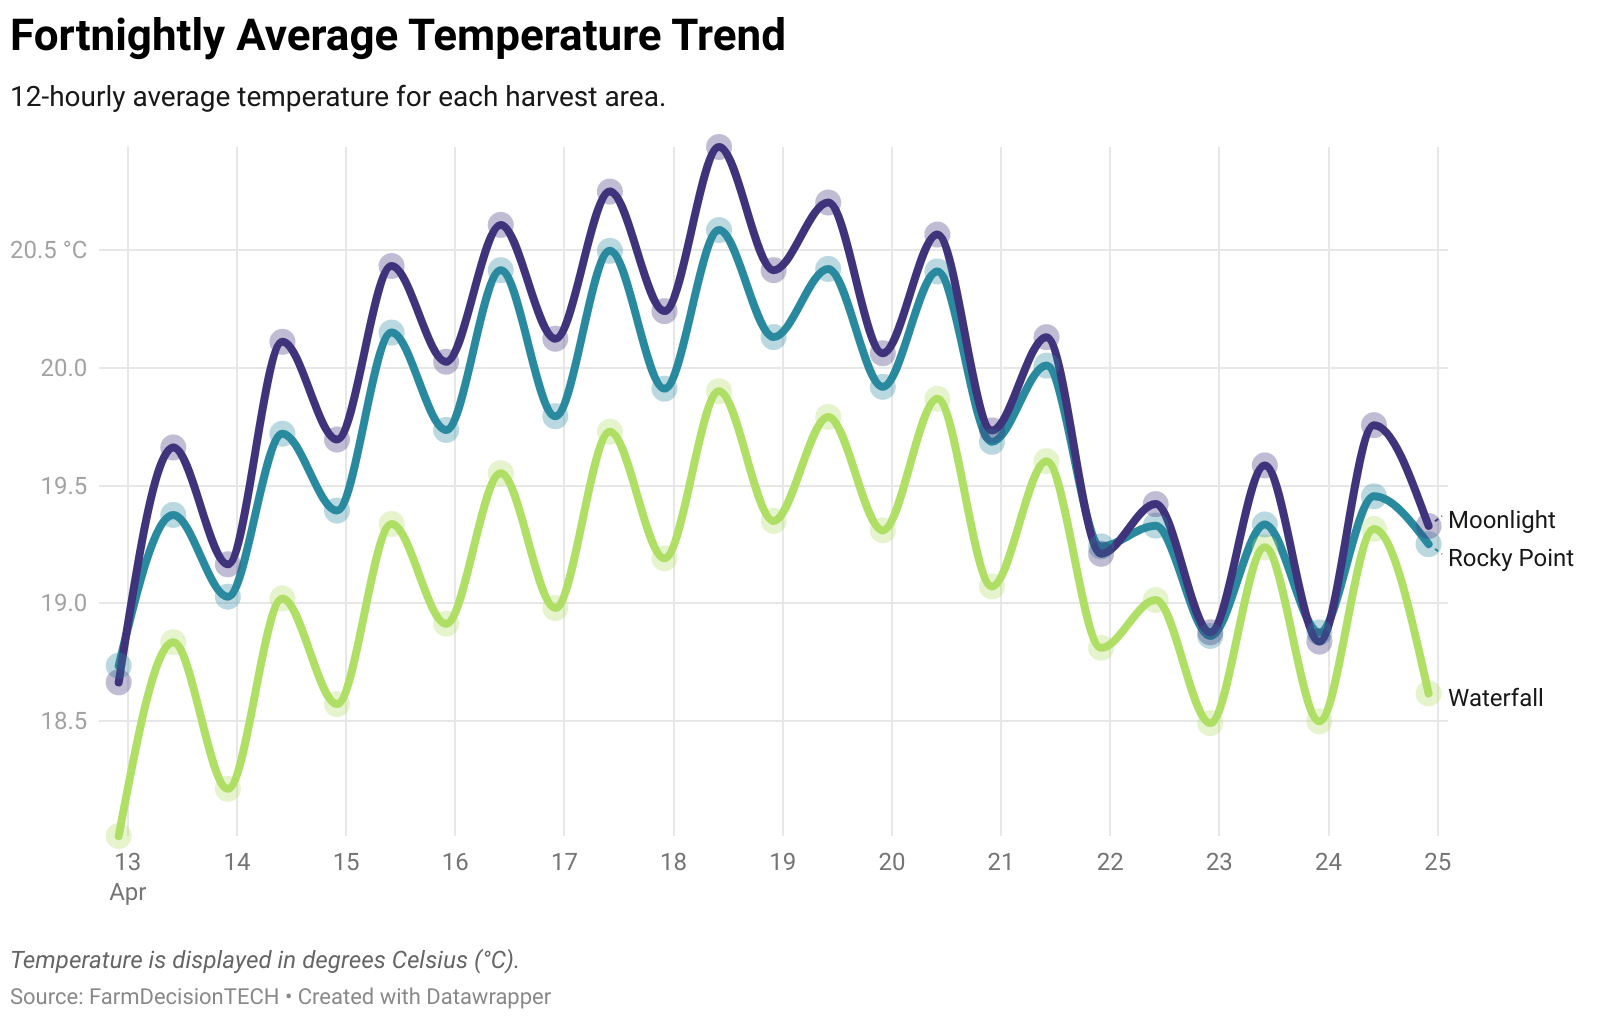 Fortnightly Average Temperature Trend
12-hourly average temperature for each harvest area.
20.5 °C
20.0
19.5
19.0
18.5
Moonlight
Rocky Point
Waterfall
13 14 15 16 17 18 19 20 21 22 23 24 25
Apr
Temperature is displayed in degrees Celsius (°C).
Source: FarmDecisionTECH • Created with Datawrapper